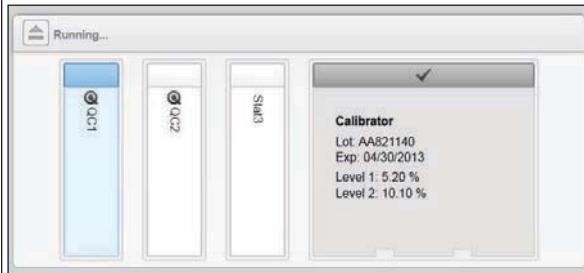 Running...
QC1
QC2
Stat3
Calibrator
Lot: AA821140
Exp: 04/30/2013
Level 1: 5.20 %
Level 2: 10.10 %